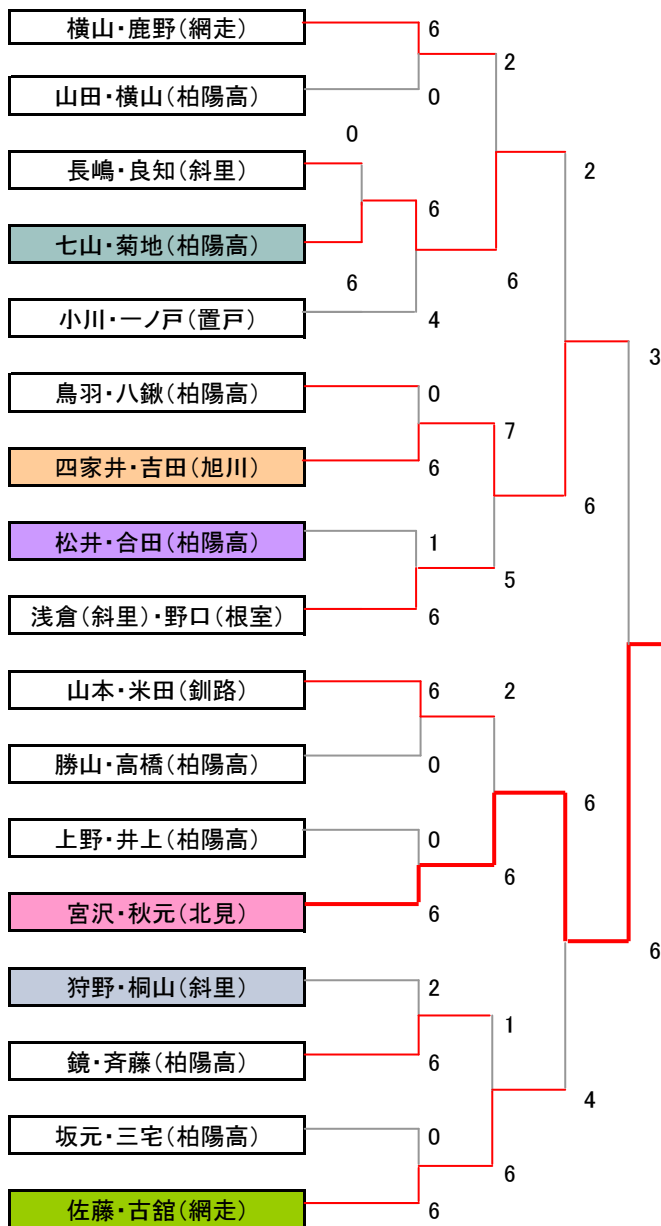 横山・鹿野(網走)
6
2
山田・横山(柏陽高)
0
0
2
長嶋・良知(斜里)
6
七山・菊地(柏陽高)
6
6
小川・一ノ戸(置戸)
4
3
鳥羽・八鍬(柏陽高)
0
7
四家井・吉田(旭川)
6
6
松井・合田(柏陽高)
1
5
浅倉(斜里)・野口(根室)
6
山本・米田(釧路)
6
2
勝山・高橋(柏陽高)
0
6
上野・井上(柏陽高)
0
6
宮沢・秋元(北見)
6
6
狩野・桐山(斜里)
2
1
鏡・斉藤(柏陽高)
6
4
坂元・三宅(柏陽高)
0
6
佐藤・古舘(網走)
6